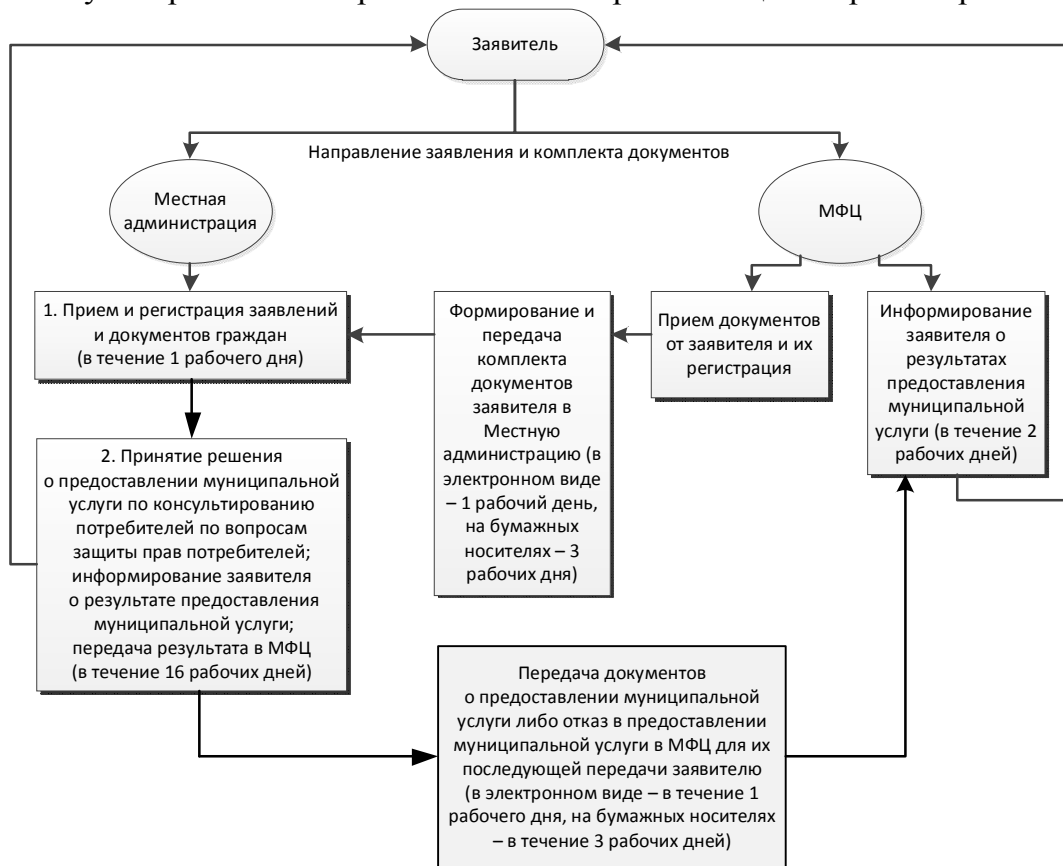 Заявитель
Направление заявления и комплекта документов
Местная
администрация
МФЦ
1. Прием и регистрация заявлений
и документов граждан
(в течение 1 рабочего дня)
Формирование и
передача
комплекта
документов
заявителя в
Местную
администрацию (в
электронном виде
– 1 рабочий день,
на бумажных
носителях – 3
рабочих дня)
Прием документов
от заявителя и их
регистрация
Информирование
заявителя о
результатах
предоставления
муниципальной
услуги (в течение 2
рабочих дней)
2. Принятие решения
о предоставлении муниципальной
услуги по консультированию
потребителей по вопросам
защиты прав потребителей;
информирование заявителя
о результате предоставления
муниципальной услуги;
передача результата в МФЦ
(в течение 16 рабочих дней)
Передача документов
о предоставлении муниципальной
услуги либо отказ в предоставлении
муниципальной услуги в МФЦ для их
последующей передачи заявителю
(в электронном виде – в течение 1
рабочего дня, на бумажных носителях
– в течение 3 рабочих дней)